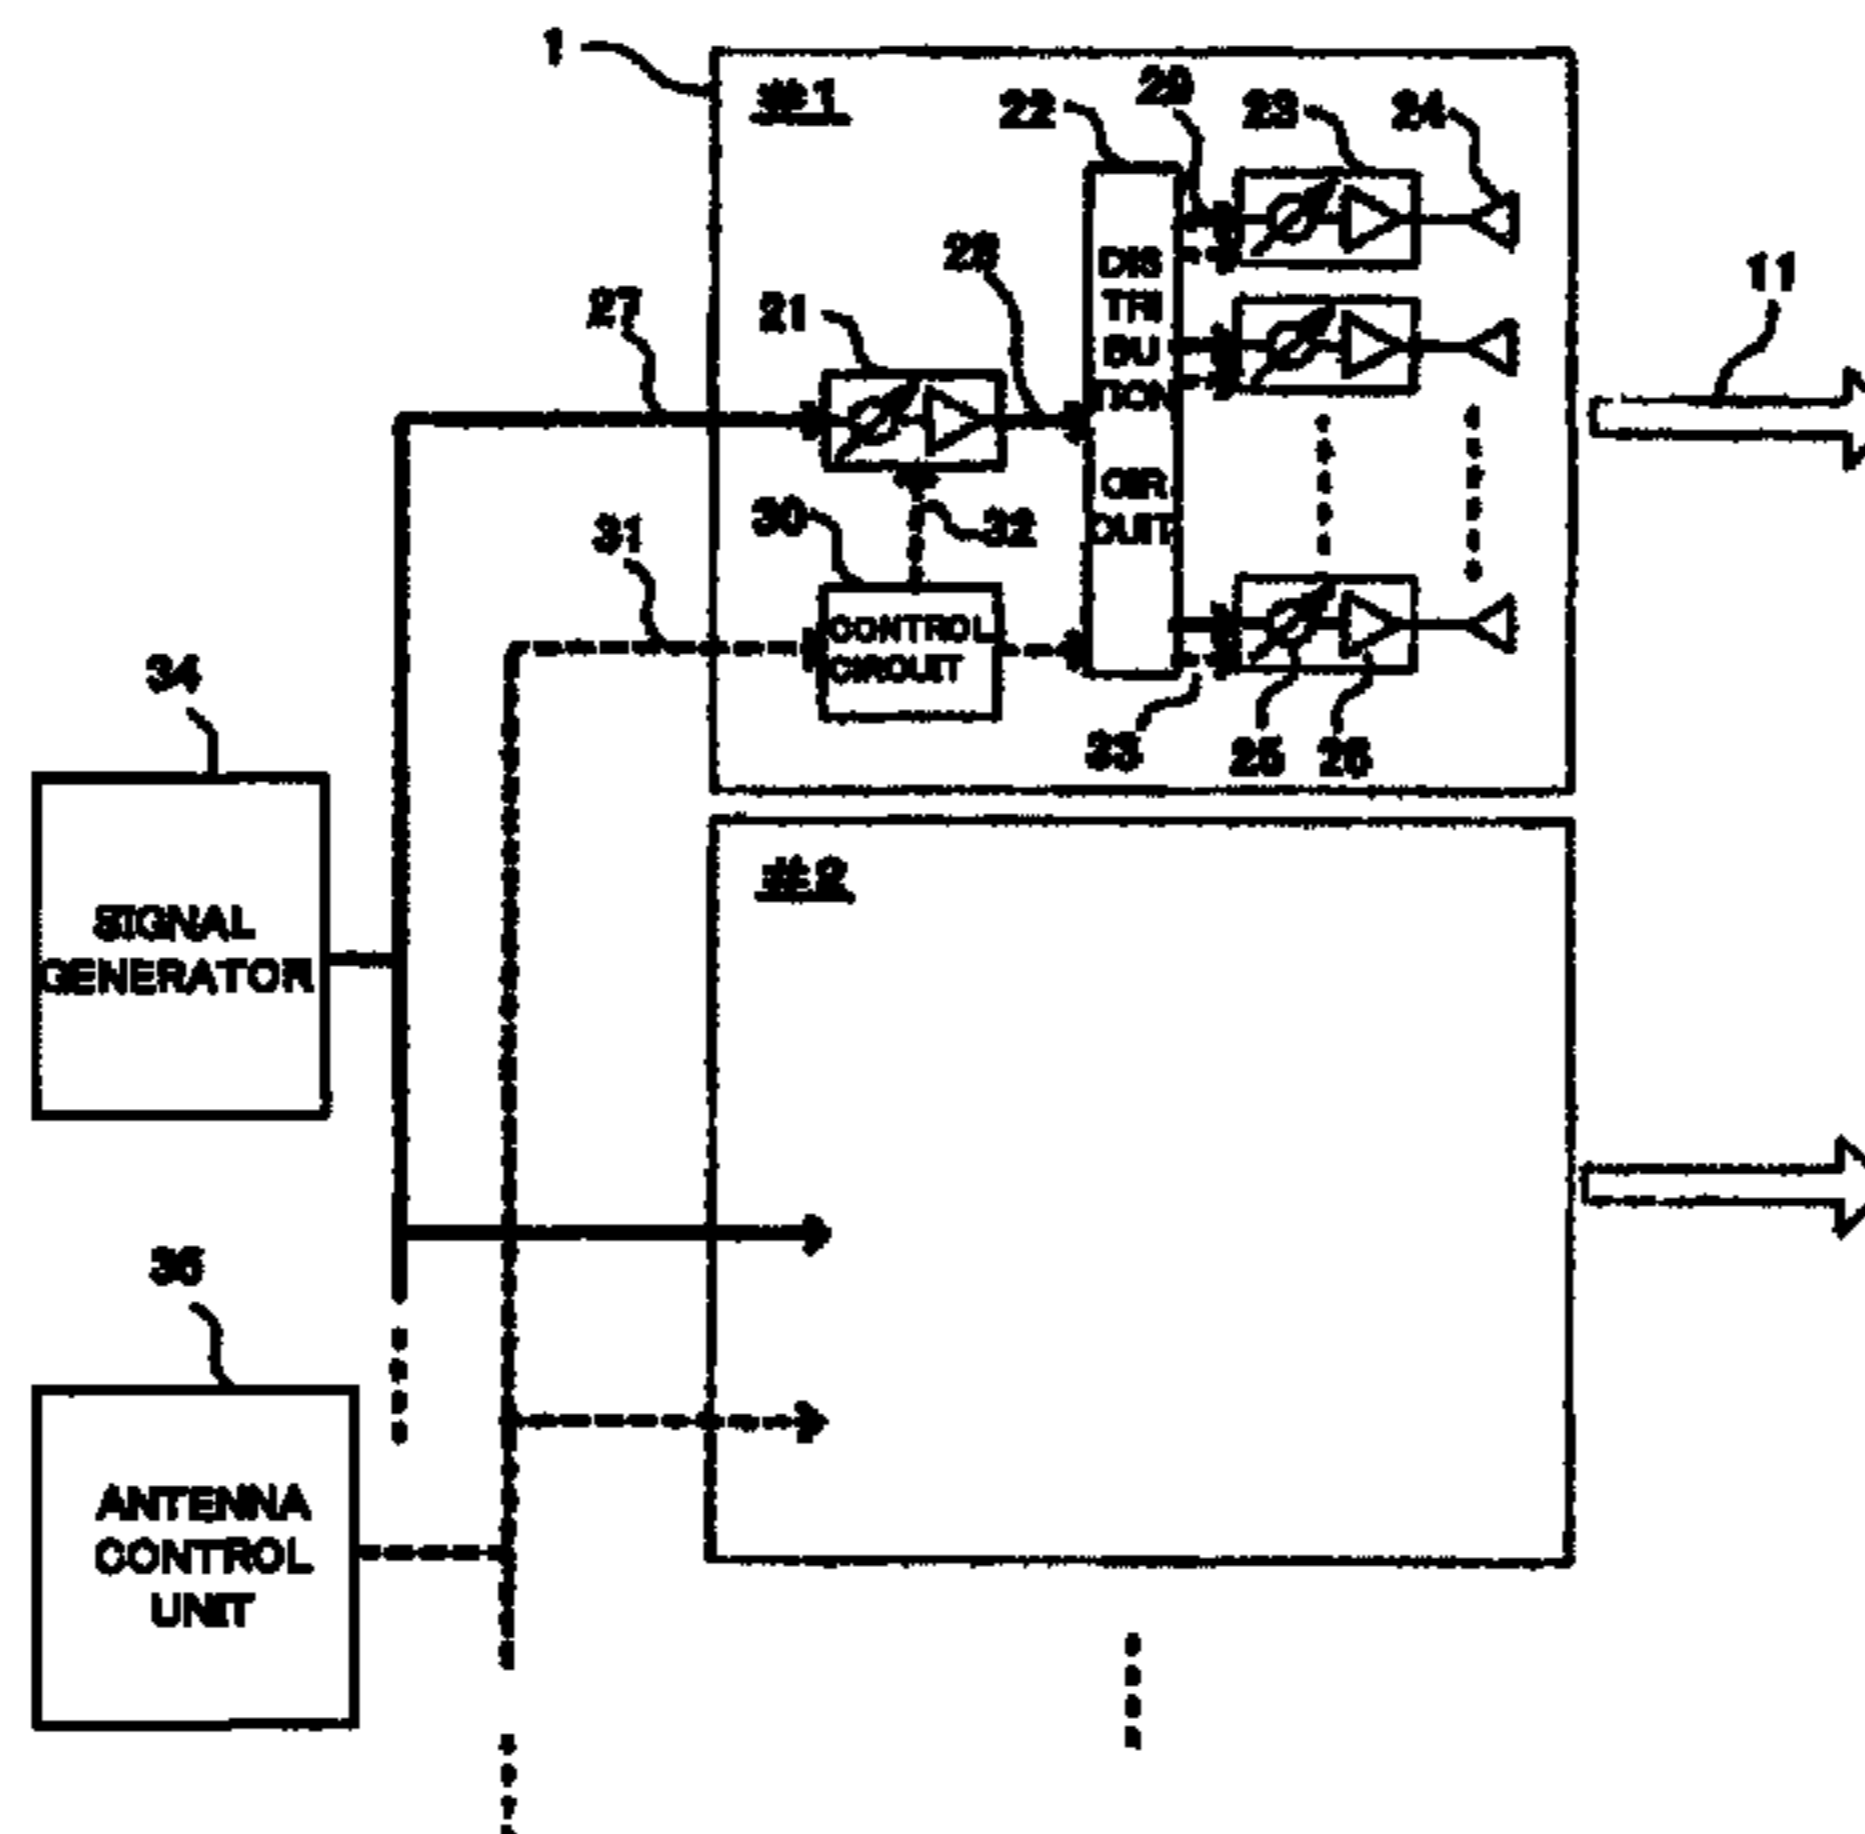 1
#1
22
29
23
24
28
27
21
11
DIS
TRI
BU
TION
CIR
CUIT
30
32
31
CONTROL
CIRCUIT
34
33
25
26
#2
SIGNAL
GENERATOR
35
ANTENNA
CONTROL
UNIT